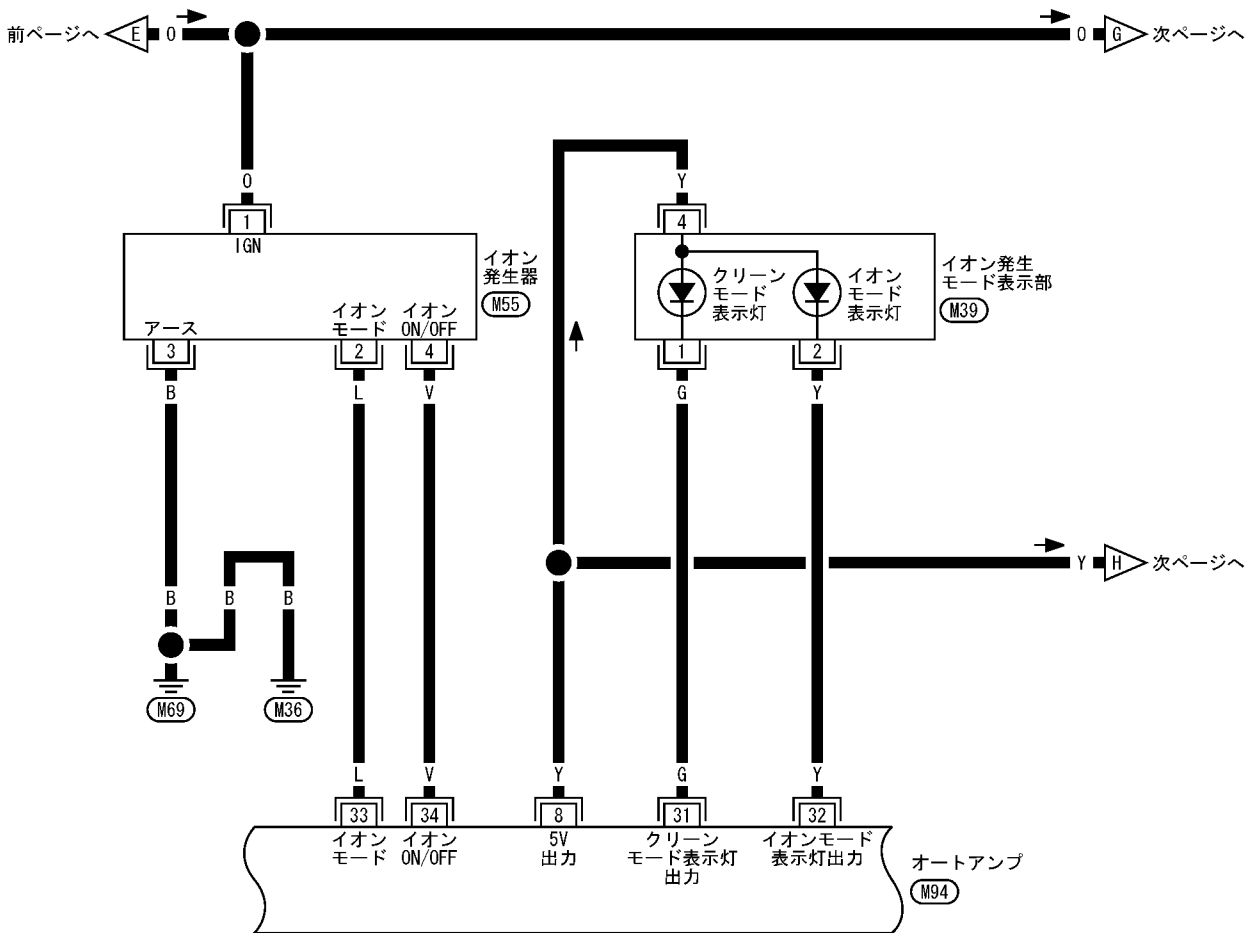 前ページへ E O
O G 次ページへ
O
1
IGN
イオン
発生器
M55
アース
イオン
モード
イオン
ON/OFF
3
2
4
B
L
V
Y
4
クリーン
モード
表示灯
イオン
モード
表示灯
イオン発生
モード表示部
M39
1
2
G
Y
Y H 次ページへ
B
B
B
M69
M36
L
V
Y
G
Y
33
34
8
31
32
イオン
モード
イオン
ON/OFF
5V
出力
クリーン
モード表示灯
出力
イオンモード
表示灯出力
オートアンプ
M94